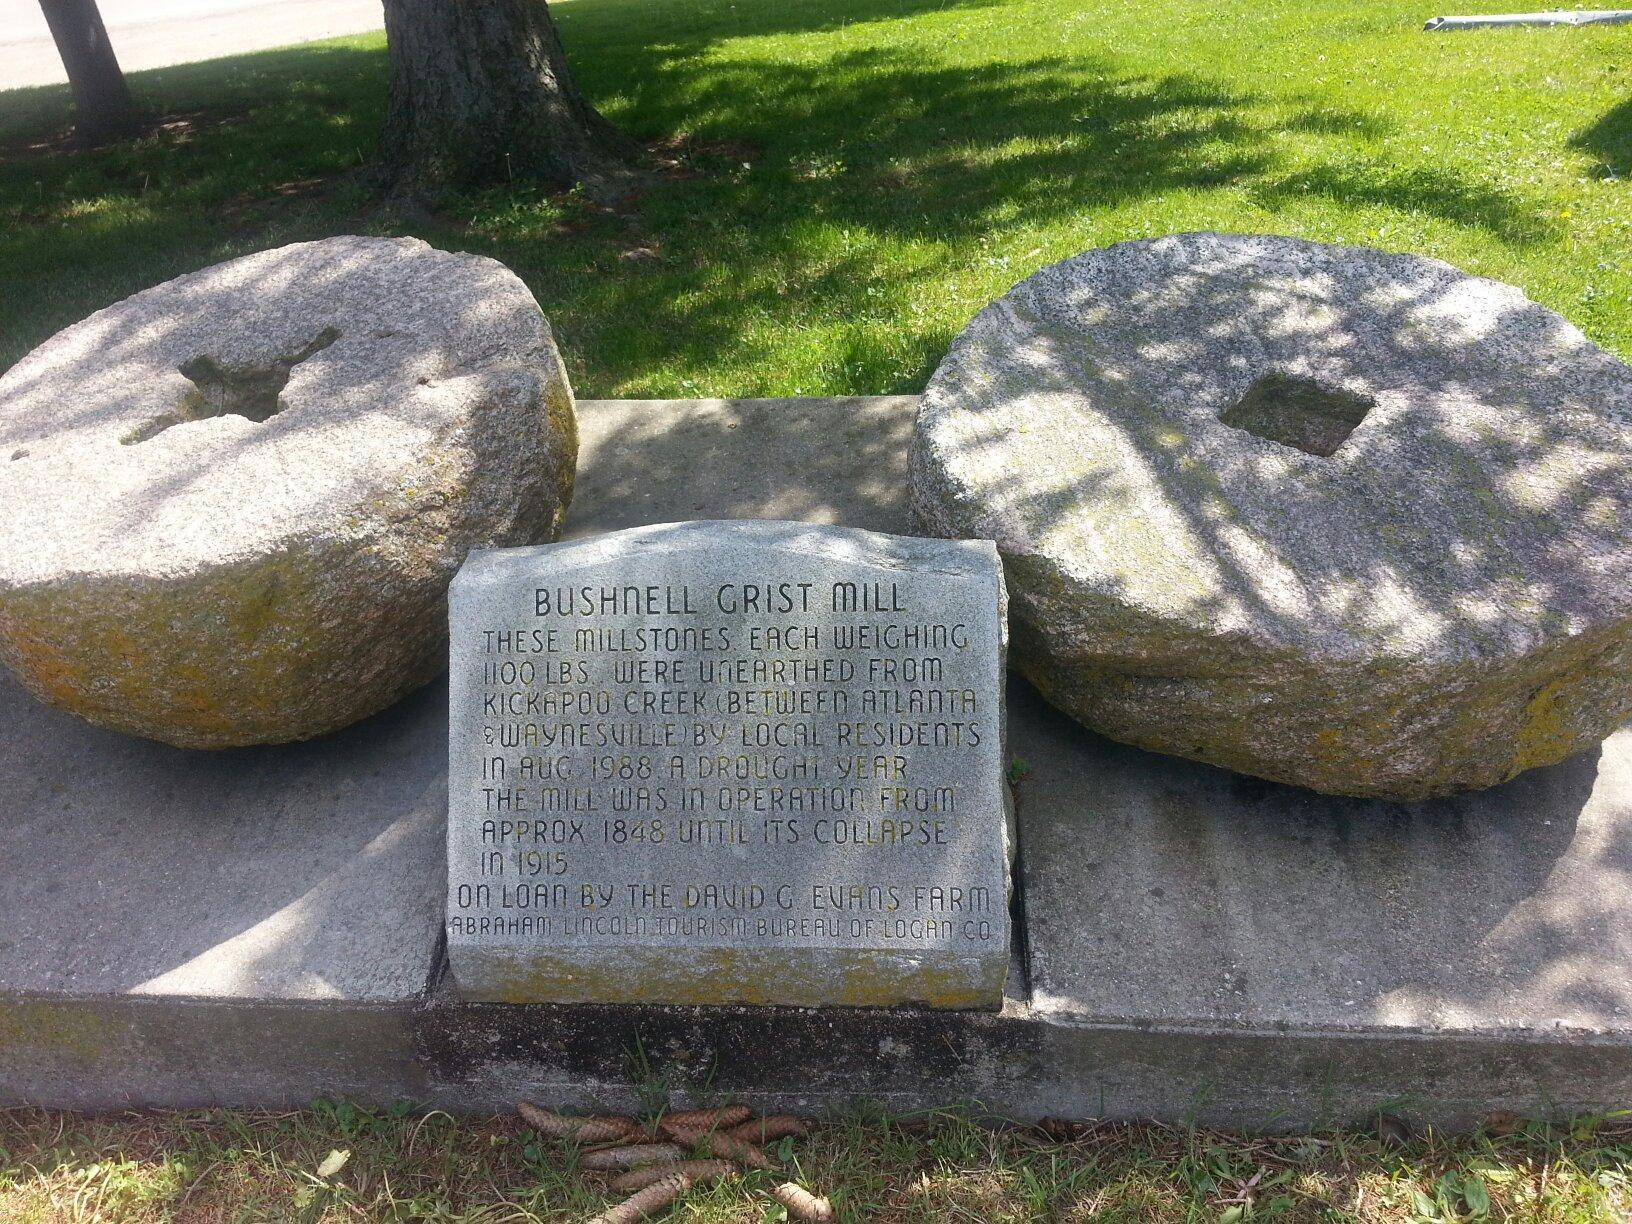 BUSHNELL GRIST MILL
THESE MILLSTONES, EACH WEIGHING
1100 LBS., WERE UNEARTHED FROM
KICKAPOO CREEK (BETWEEN ATLANTA
& WAYNESVILLE) BY LOCAL RESIDENTS
IN AUG. 1988, A DROUGHT YEAR.
THE MILL WAS IN OPERATION FROM
APPROX. 1848 UNTIL ITS COLLAPSE
IN 1915
ON LOAN BY THE DAVID G. EVANS FARM
ABRAHAM LINCOLN TOURISM BUREAU OF LOGAN CO.